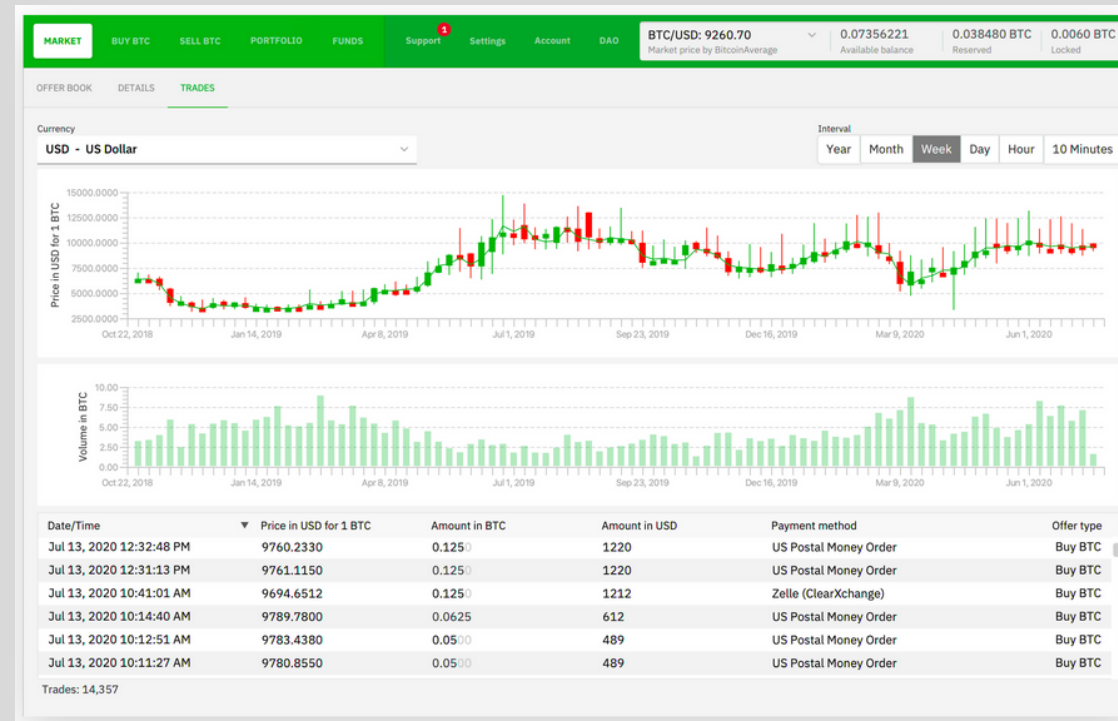 MARKET BUY BTC SELL BTC PORTFOLIO FUNDS Support 1 Settings Account DAO BTC/USD: 9260.70 0.07356221 0.038480 BTC 0.0060 BTC
Market price by BitcoinAverage Available balance Reserved Locked
OFFER BOOK DETAILS TRADES
Currency Interval
USD - US Dollar Year Month Week Day Hour 10 Minutes
Price in USD for 1 BTC
15000.0000
12500.0000
10000.0000
7500.0000
5000.0000
2500.0000
Oct 22, 2018 Jan 14, 2019 Apr 8, 2019 Jul 1, 2019 Sep 23, 2019 Dec 16, 2019 Mar 9, 2020 Jun 1, 2020
Volume in BTC
10.00
7.50
5.00
2.50
0.00
Oct 22, 2018 Jan 14, 2019 Apr 8, 2019 Jul 1, 2019 Sep 23, 2019 Dec 16, 2019 Mar 9, 2020 Jun 1, 2020
Date/Time ▼ Price in USD for 1 BTC Amount in BTC Amount in USD Payment method Offer type
Jul 13, 2020 12:32:48 PM 9760.2330 0.1250 1220 US Postal Money Order Buy BTC
Jul 13, 2020 12:31:13 PM 9761.1150 0.1250 1220 US Postal Money Order Buy BTC
Jul 13, 2020 10:41:01 AM 9694.6512 0.1250 1212 Zelle (ClearXchange) Buy BTC
Jul 13, 2020 10:14:40 AM 9789.7800 0.0625 612 US Postal Money Order Buy BTC
Jul 13, 2020 10:12:51 AM 9783.4380 0.0500 489 US Postal Money Order Buy BTC
Jul 13, 2020 10:11:27 AM 9780.8550 0.0500 489 US Postal Money Order Buy BTC
Trades: 14,357